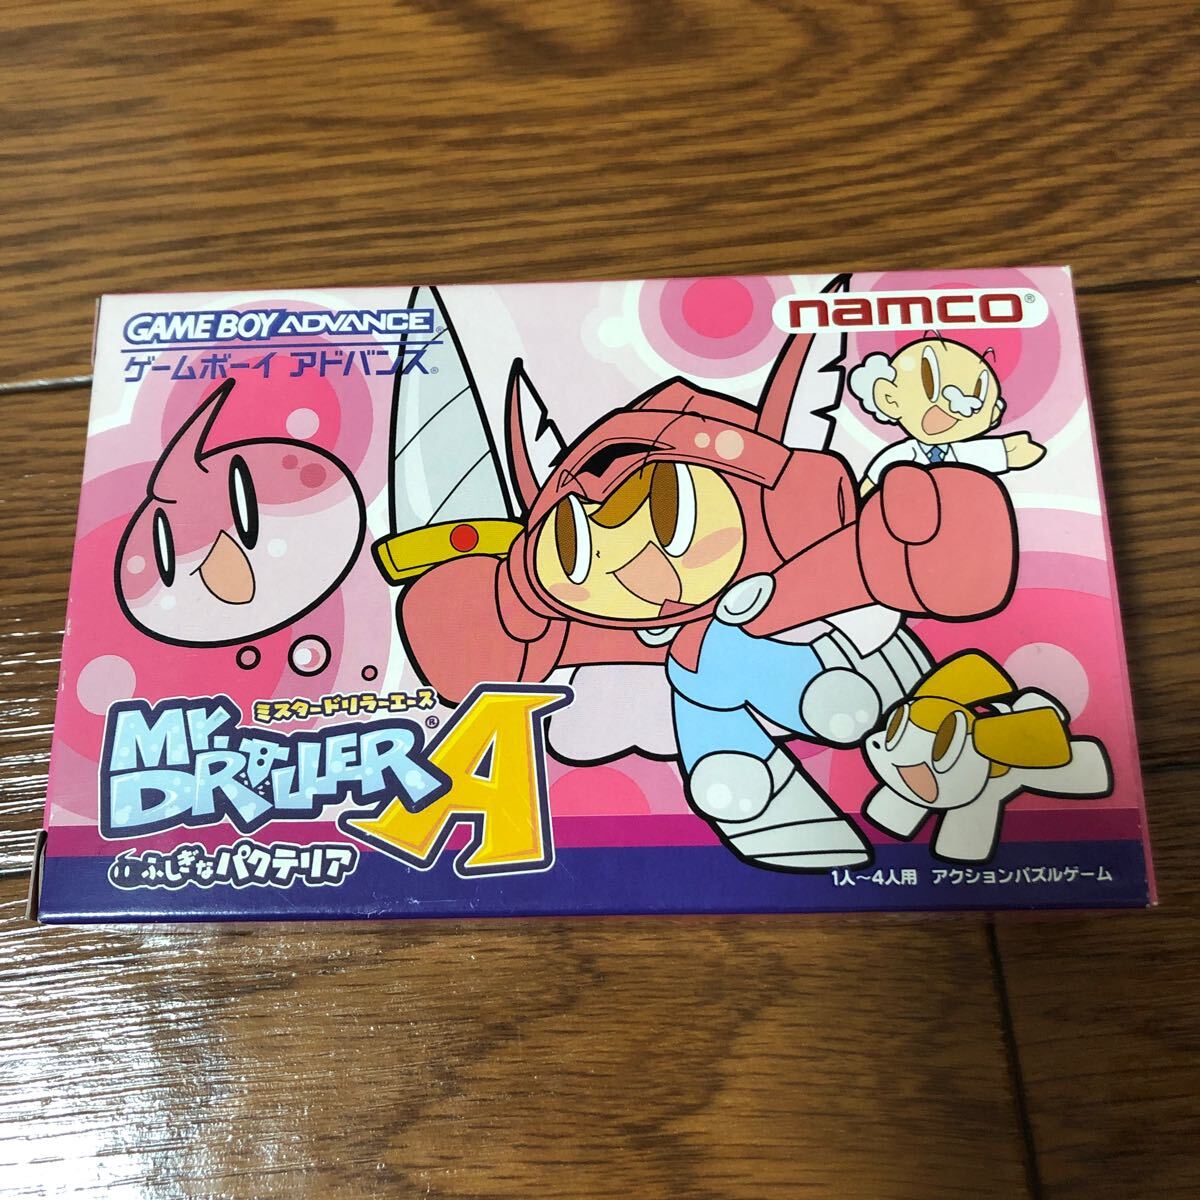 GAME BOY ADVANCE®
ゲームボーイ アドバンス®
namco®
ミスタードリラーエース
MR. DRILLER® A
ふしぎなパクテリア
1人～4人用 アクションパズルゲーム